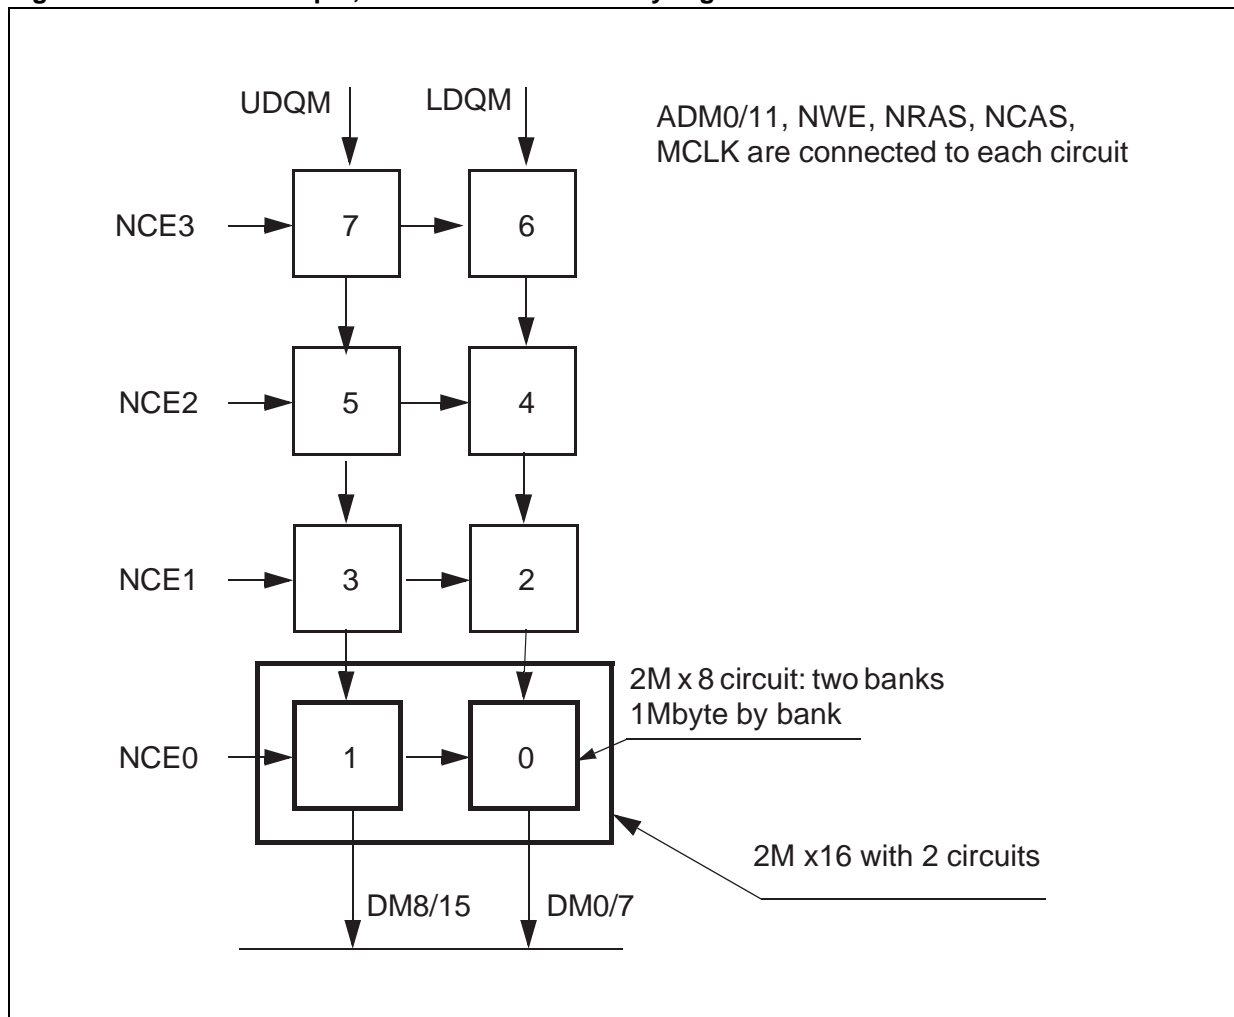 UDQM
LDQM
ADM0/11, NWE, NRAS, NCAS,
MCLK are connected to each circuit
NCE3
7
6
NCE2
5
4
NCE1
3
2
2M x 8 circuit: two banks
1Mbyte by bank
NCE0
1
0
2M x16 with 2 circuits
DM8/15
DM0/7